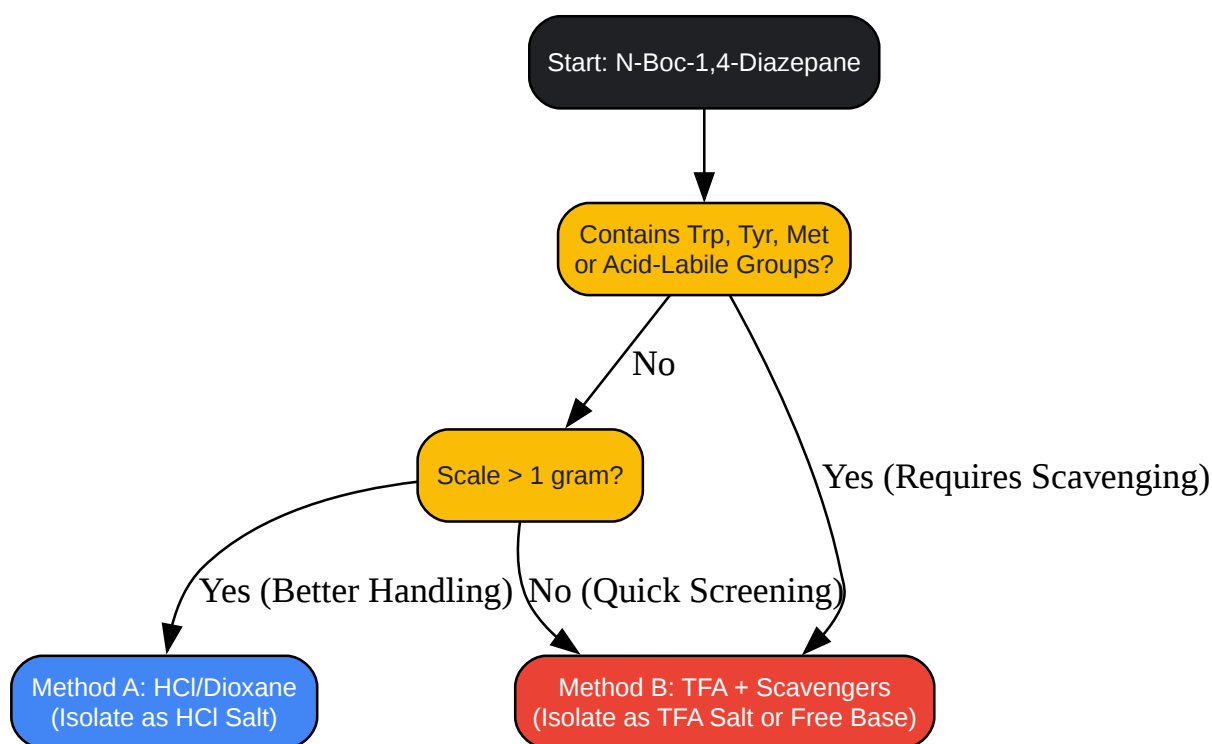 Start: N-Boc-1,4-Diazepane
Contains Trp, Tyr, Met
or Acid-Labile Groups?
No
Scale > 1 gram?
Yes (Requires Scavenging)
Yes (Better Handling)
No (Quick Screening)
Method A: HCl/Dioxane
(Isolate as HCl Salt)
Method B: TFA + Scavengers
(Isolate as TFA Salt or Free Base)